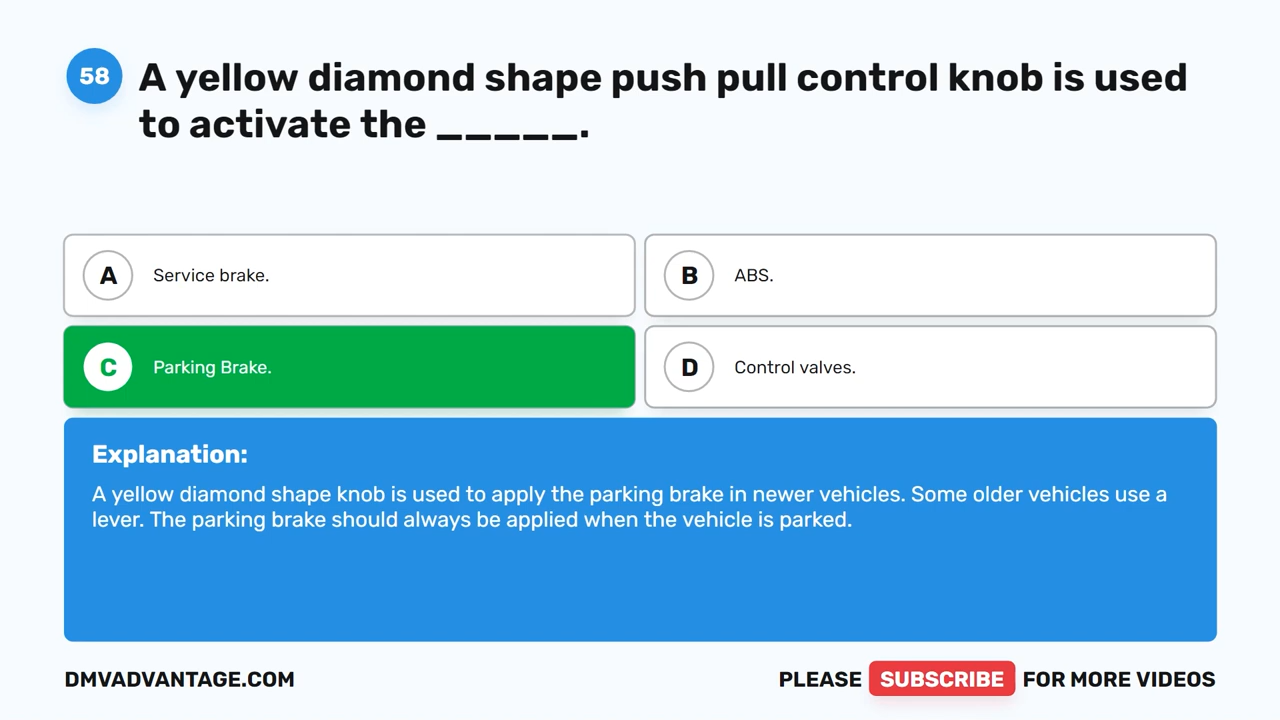 58
A yellow diamond shape push pull control knob is used
to activate the _____.
A Service brake.
B ABS.
C Parking Brake.
D Control valves.
Explanation:
A yellow diamond shape knob is used to apply the parking brake in newer vehicles. Some older vehicles use a
lever. The parking brake should always be applied when the vehicle is parked.
DMVADVANTAGE.COM
PLEASE SUBSCRIBE FOR MORE VIDEOS